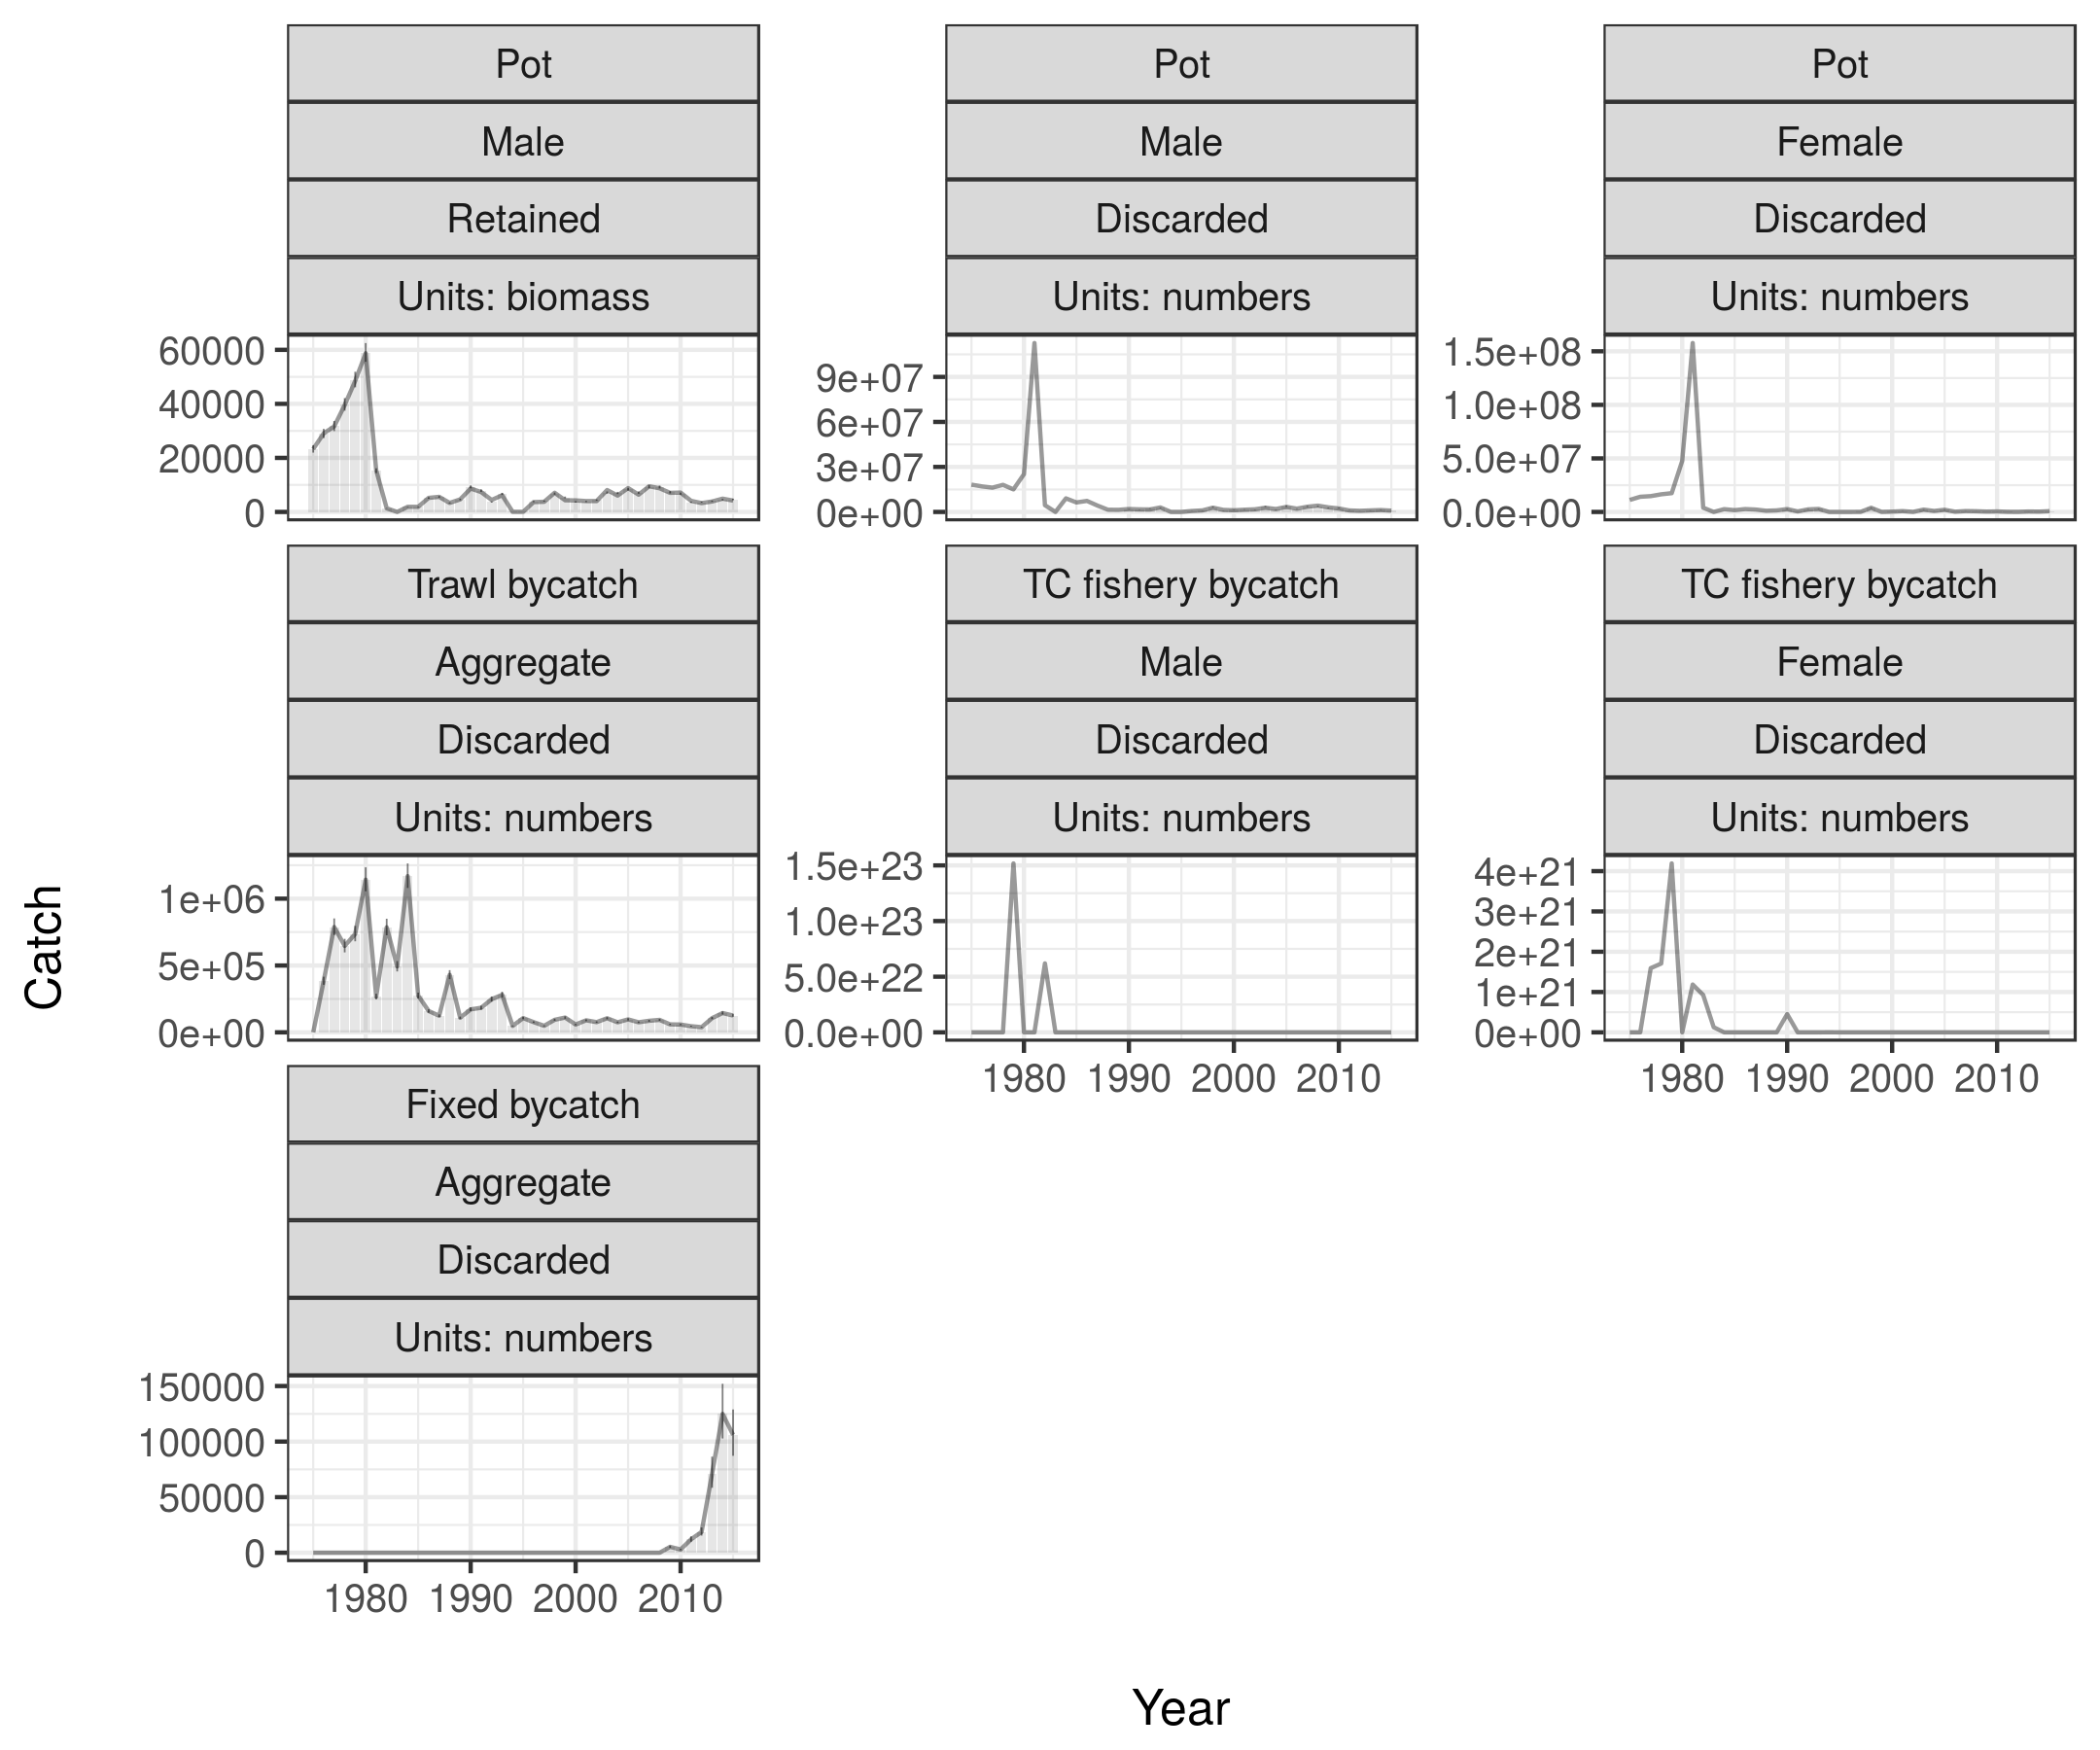 Pot
Male
Retained
Units: biomass
60000
40000
20000
0
Pot
Male
Discarded
Units: numbers
9e+07
6e+07
3e+07
0e+00
Pot
Female
Discarded
Units: numbers
1.5e+08
1.0e+08
5.0e+07
0.0e+00
Trawl bycatch
Aggregate
Discarded
Units: numbers
1e+06
5e+05
0e+00
TC fishery bycatch
Male
Discarded
Units: numbers
1.5e+23
1.0e+23
5.0e+22
0.0e+00
1980 1990 2000 2010
TC fishery bycatch
Female
Discarded
Units: numbers
4e+21
3e+21
2e+21
1e+21
0e+00
1980 1990 2000 2010
Fixed bycatch
Aggregate
Discarded
Units: numbers
150000
100000
50000
0
1980 1990 2000 2010
Catch
Year